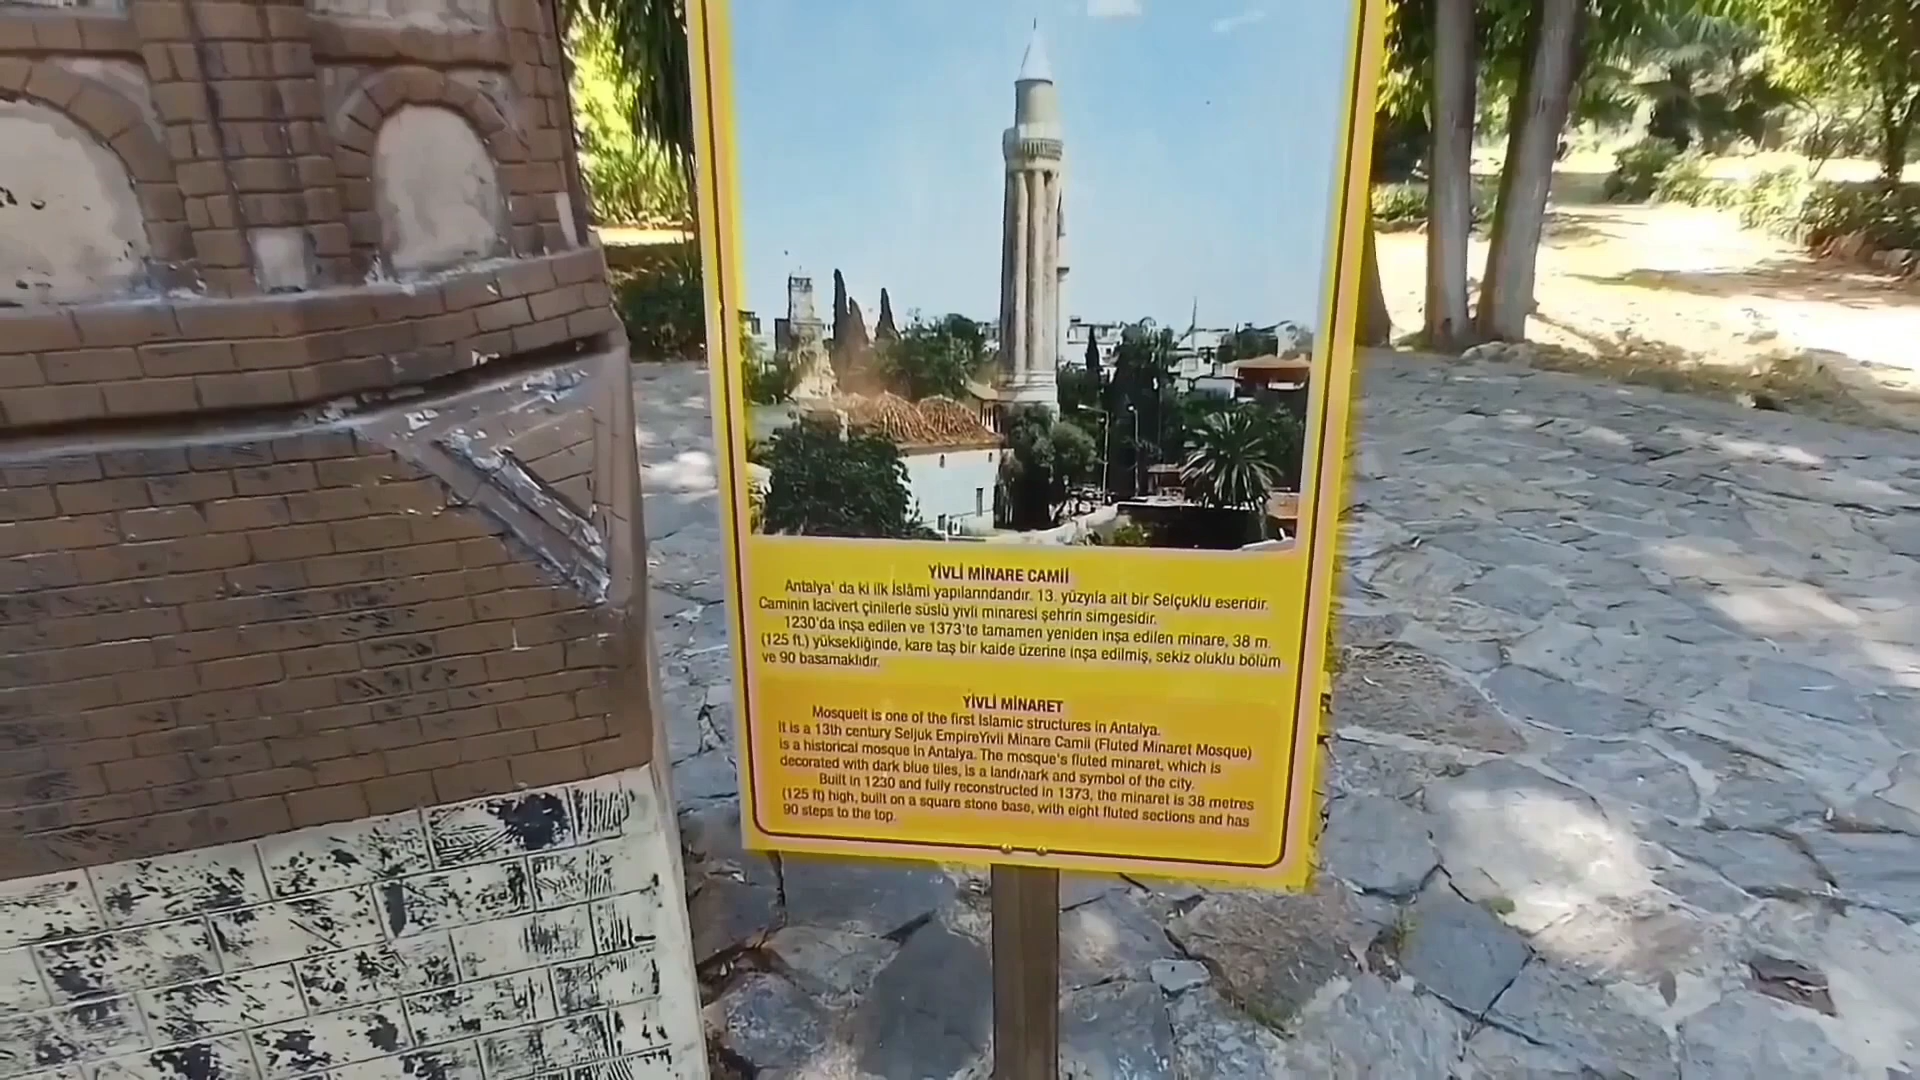 YİVLİ MİNARE CAMİİ
Antalya' da ki ilk İslâmi yapılarındandır. 13. yüzyıla ait bir Selçuklu eseridir.
Caminin lacivert çinilerle süslü yivli minaresi şehrin simgesidir.
1230'da inşa edilen ve 1373'te tamamen yeniden inşa edilen minare, 38 m.
(125 ft.) yüksekliğinde, kare taş bir kaide üzerine inşa edilmiş, sekiz oluklu bölüm
ve 90 basamaklıdır.
YİVLİ MİNARET
Mosqueit is one of the first Islamic structures in Antalya.
It is a 13th century Seljuk EmpireYivli Minare Camii (Fluted Minaret Mosque)
is a historical mosque in Antalya. The mosque's fluted minaret, which is
decorated with dark blue tiles, is a landmark and symbol of the city.
Built in 1230 and fully reconstructed in 1373, the minaret is 38 metres
(125 ft) high, built on a square stone base, with eight fluted sections and has
90 steps to the top.